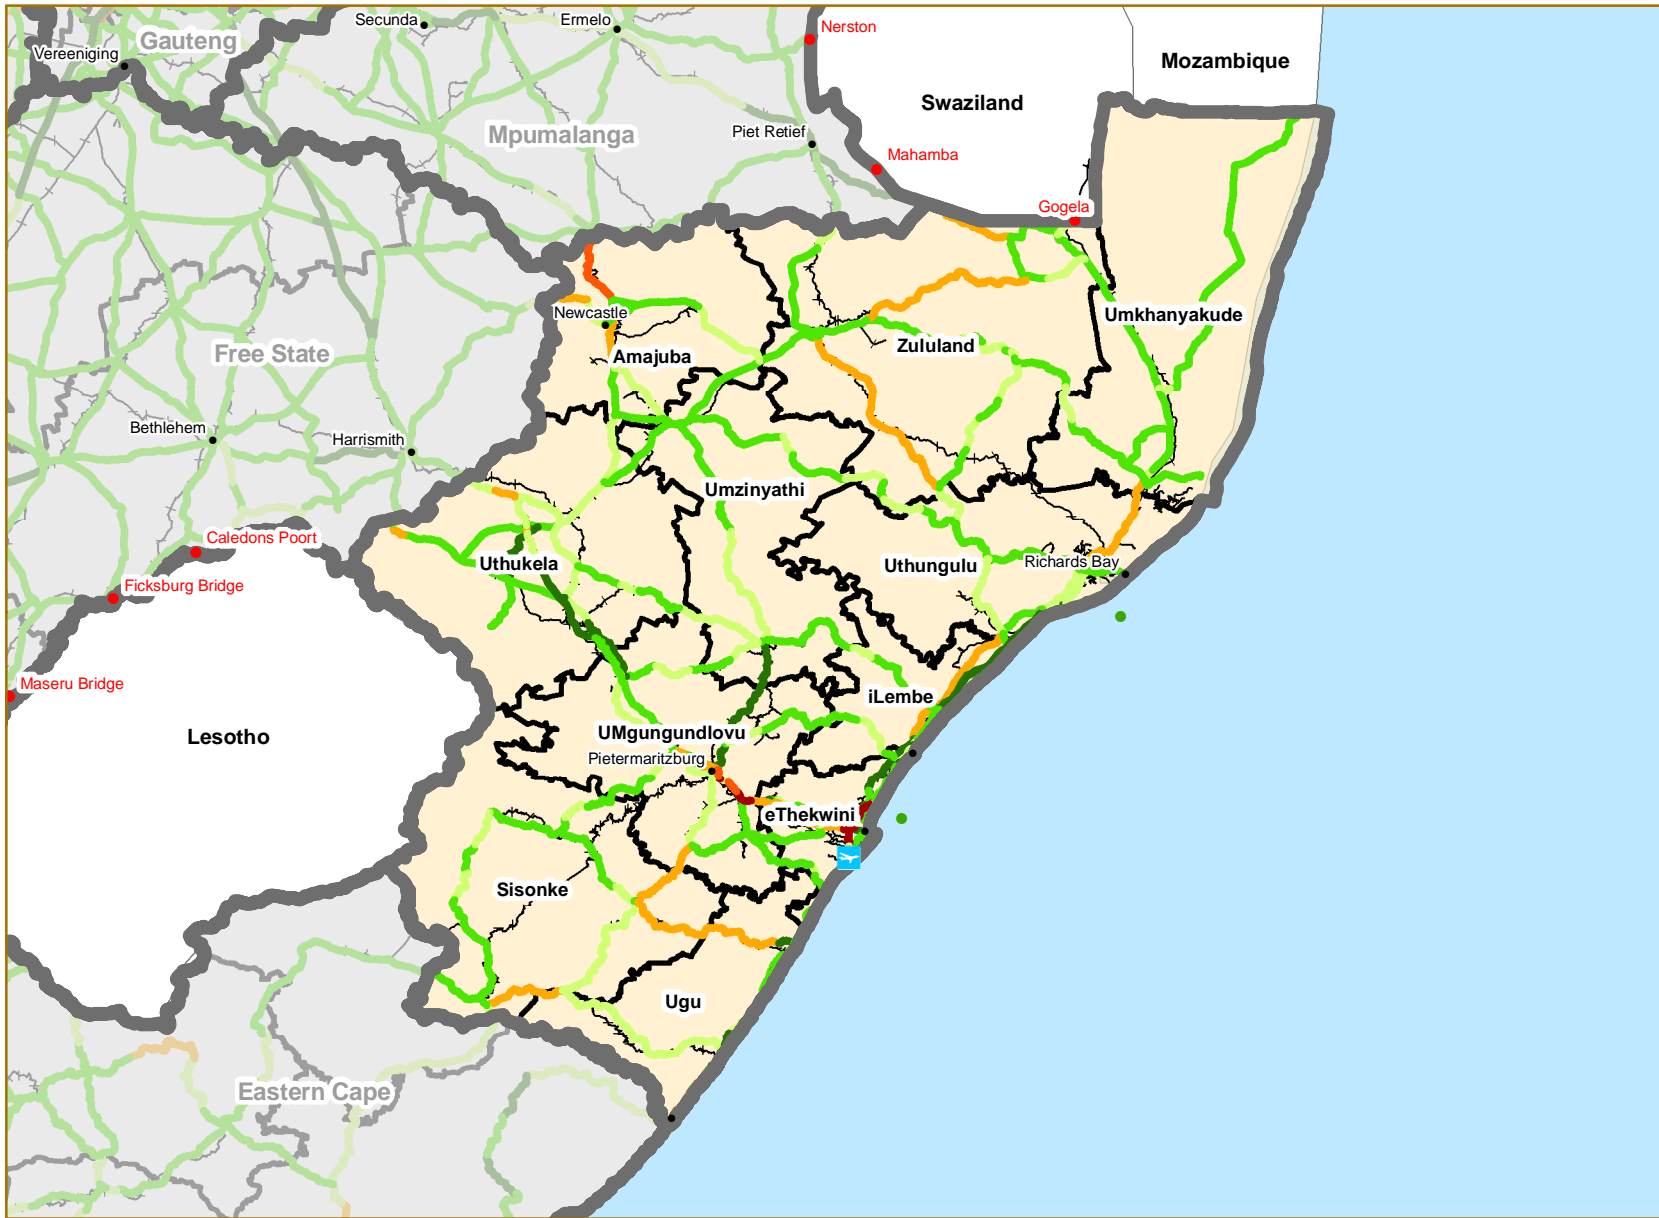 Secunda
Ermelo
Nerston
Gauteng
Vereeniging
Mozambique
Swaziland
Mpumalanga
Piet Retief
Mahamba
Gogela
Newcastle
Umkhanyakude
Free State
Amajuba
Zululand
Bethlehem
Harrismith
Umzinyathi
Caledons Poort
Uthukela
Uthungulu
Richards Bay
Ficksburg Bridge
Maseru Bridge
iLembe
Lesotho
UMgungundlovu
Pietermaritzburg
eThekwini
Sisonke
Ugu
Eastern Cape